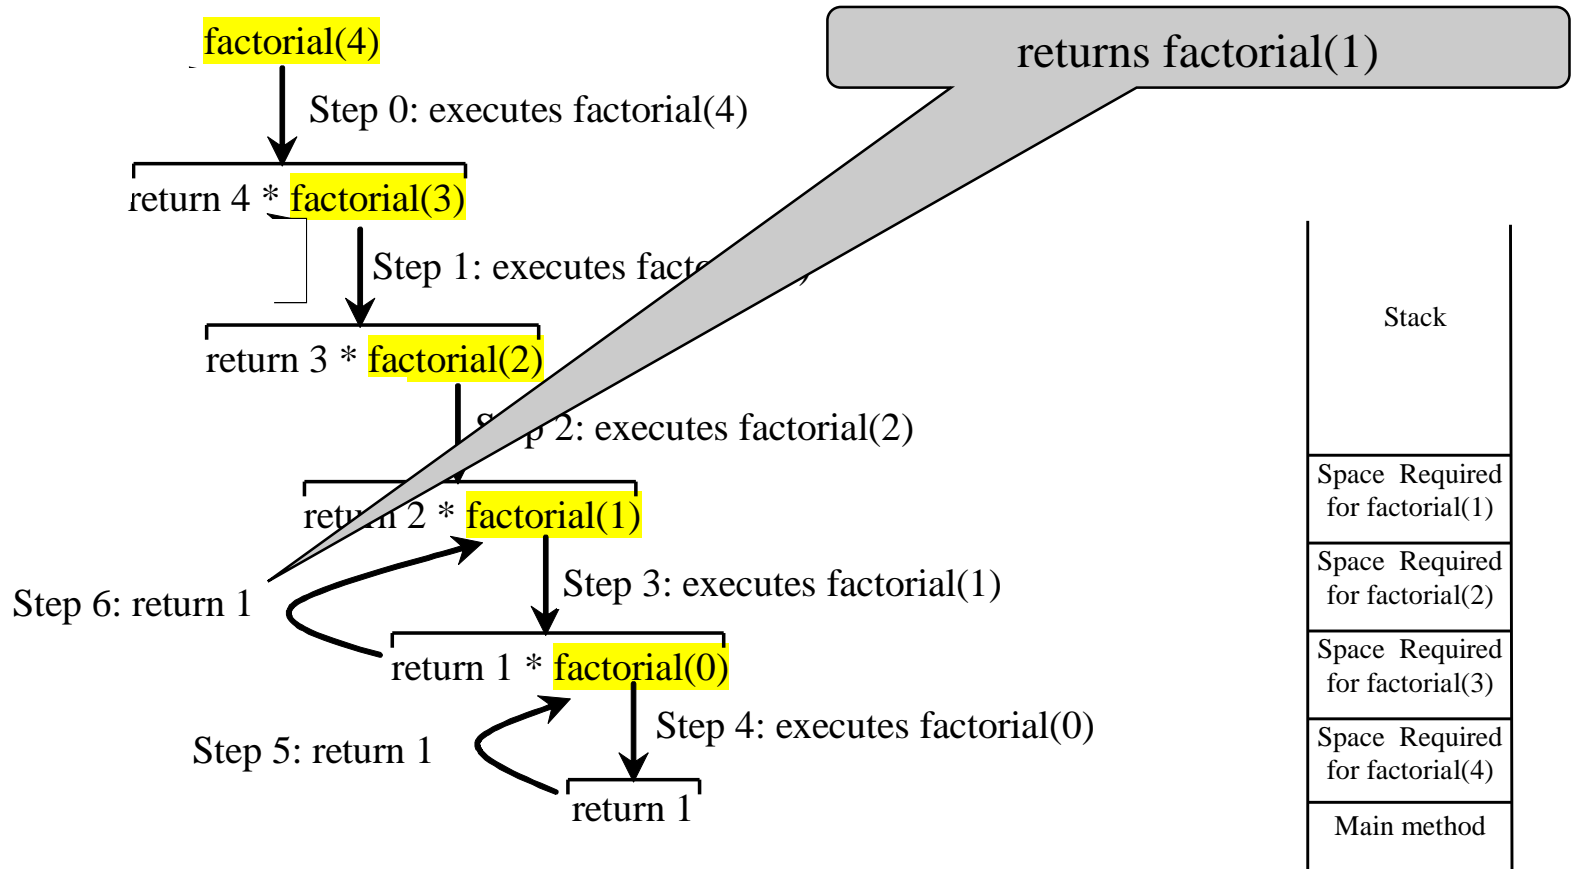 factorial(4)
returns factorial(1)
Step 0: executes factorial(4)
return 4 * factorial(3)
Step 1: executes
return 3 * factorial(2)
2: executes factorial(2)
return 2 * factorial(1)
Step 3: executes factorial(1)
Step 6: return 1
return 1 * factorial(0)
Step 4: executes factorial(0)
Step 5: return 1
return 1
Stack
Space Required
for factorial(1)
Space Required
for factorial(2)
Space Required
for factorial(3)
Space Required
for factorial(4)
Main method